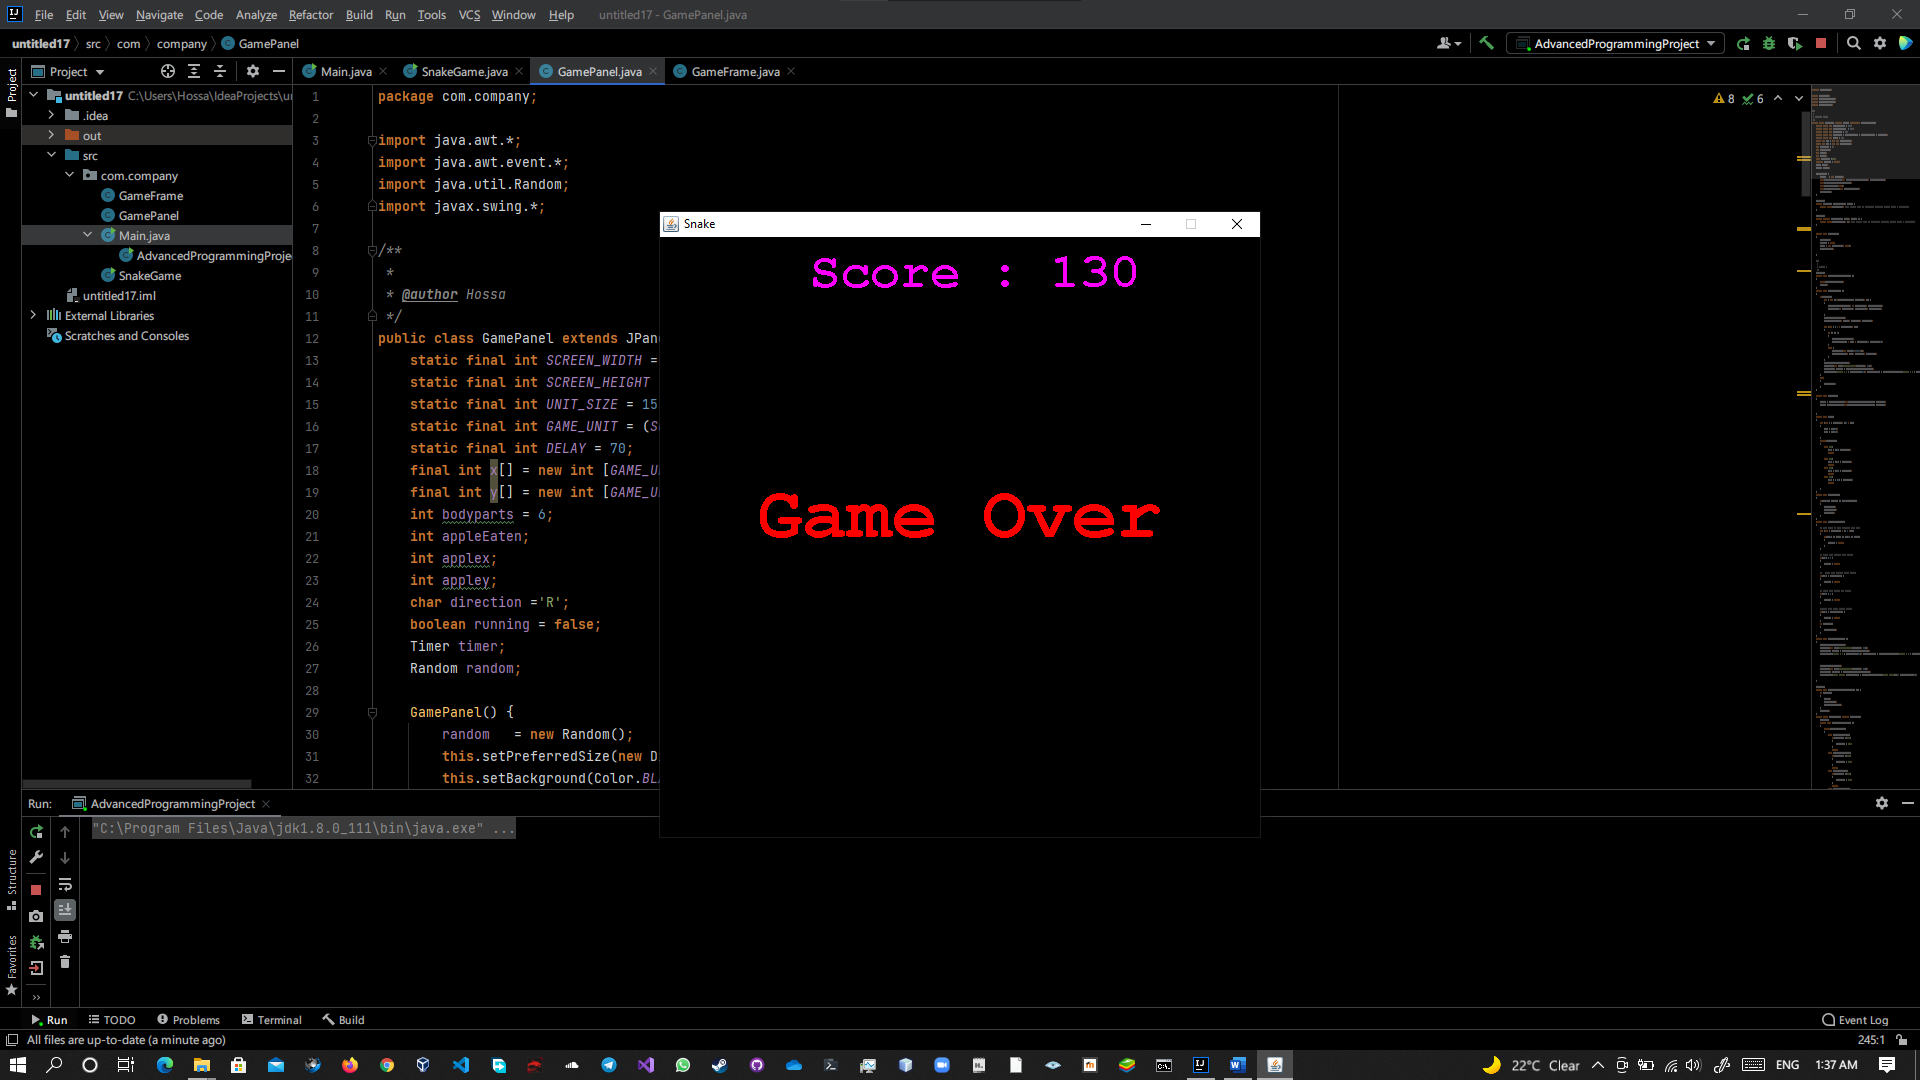 File Edit View Navigate Code Analyze Refactor Build Run Tools VCS Window Help untitled17 - GamePanel.java
untitled17 src com company GamePanel AdvancedProgrammingProject
Project
Project
Main.java SnakeGame.java GamePanel.java GameFrame.java
untitled17 C:\Users\Hossa\IdeaProjects\un
.idea
out
src
com.company
GameFrame
GamePanel
Main.java
AdvancedProgrammingProje
SnakeGame
untitled17.iml
External Libraries
Scratches and Consoles
8 6
1 package com.company;
2
3 import java.awt.*;
4 import java.awt.event.*;
5 import java.util.Random;
6 import javax.swing.*;
7
8 /**
9 *
10 * @author Hossa
11 */
12 public class GamePanel extends JPan
13 static final int SCREEN_WIDTH =
14 static final int SCREEN_HEIGHT
15 static final int UNIT_SIZE = 15
16 static final int GAME_UNIT = (S
17 static final int DELAY = 70;
18 final int x[] = new int [GAME_U
19 final int y[] = new int [GAME_U
20 int bodyparts = 6;
21 int appleEaten;
22 int applex;
23 int appley;
24 char direction ='R';
25 boolean running = false;
26 Timer timer;
27 Random random;
28
29 GamePanel() {
30 random = new Random();
31 this.setPreferredSize(new D
32 this.setBackground(Color.BL
Snake
Score : 130
Game Over
Run: AdvancedProgrammingProject
"C:\Program Files\Java\jdk1.8.0_111\bin\java.exe" ...
Structure
Favorites
Run TODO Problems Terminal Build Event Log
All files are up-to-date (a minute ago) 245:1
22°C Clear ENG 1:37 AM